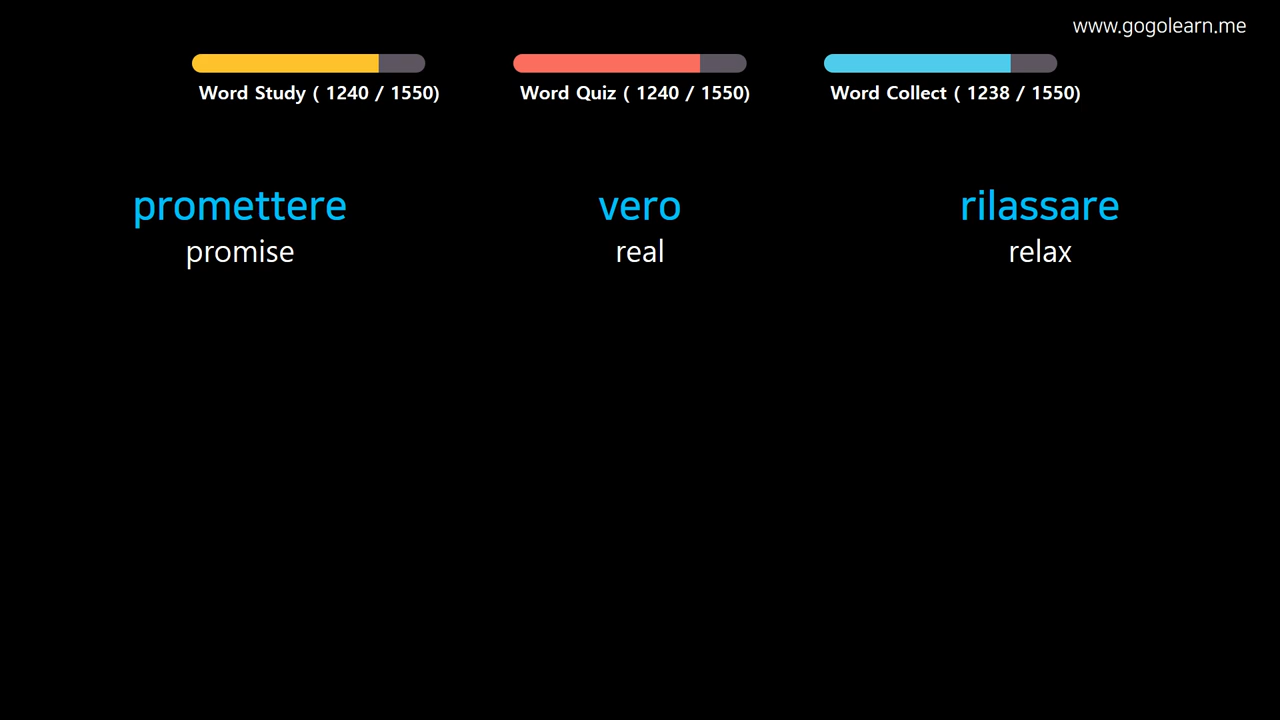 www.gogolearn.me
Word Study ( 1240 / 1550)
Word Quiz ( 1240 / 1550)
Word Collect ( 1238 / 1550)
promettere
promise
vero
real
rilassare
relax